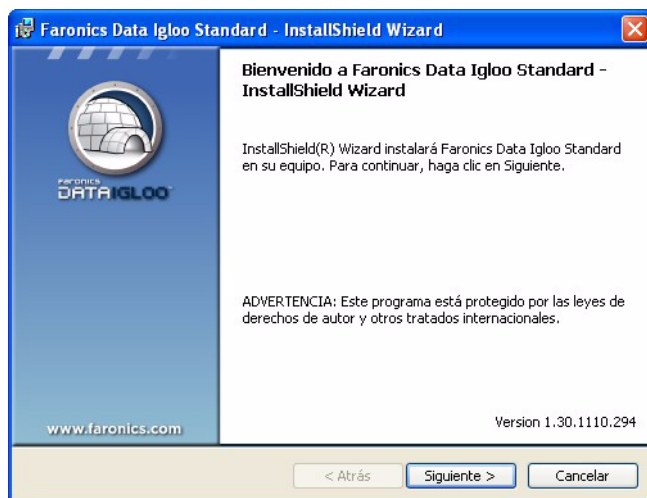 Faronics Data Igloo Standard - InstallShield Wizard
Bienvenido a Faronics Data Igloo Standard -
InstallShield Wizard
InstallShield(R) Wizard instalará Faronics Data Igloo Standard
en su equipo. Para continuar, haga clic en Siguiente.
FARONICS
DATAIGLOO
ADVERTENCIA: Este programa está protegido por las leyes de
derechos de autor y otros tratados internacionales.
www.faronics.com
Version 1.30.1110.294
< Atrás
Siguiente >
Cancelar